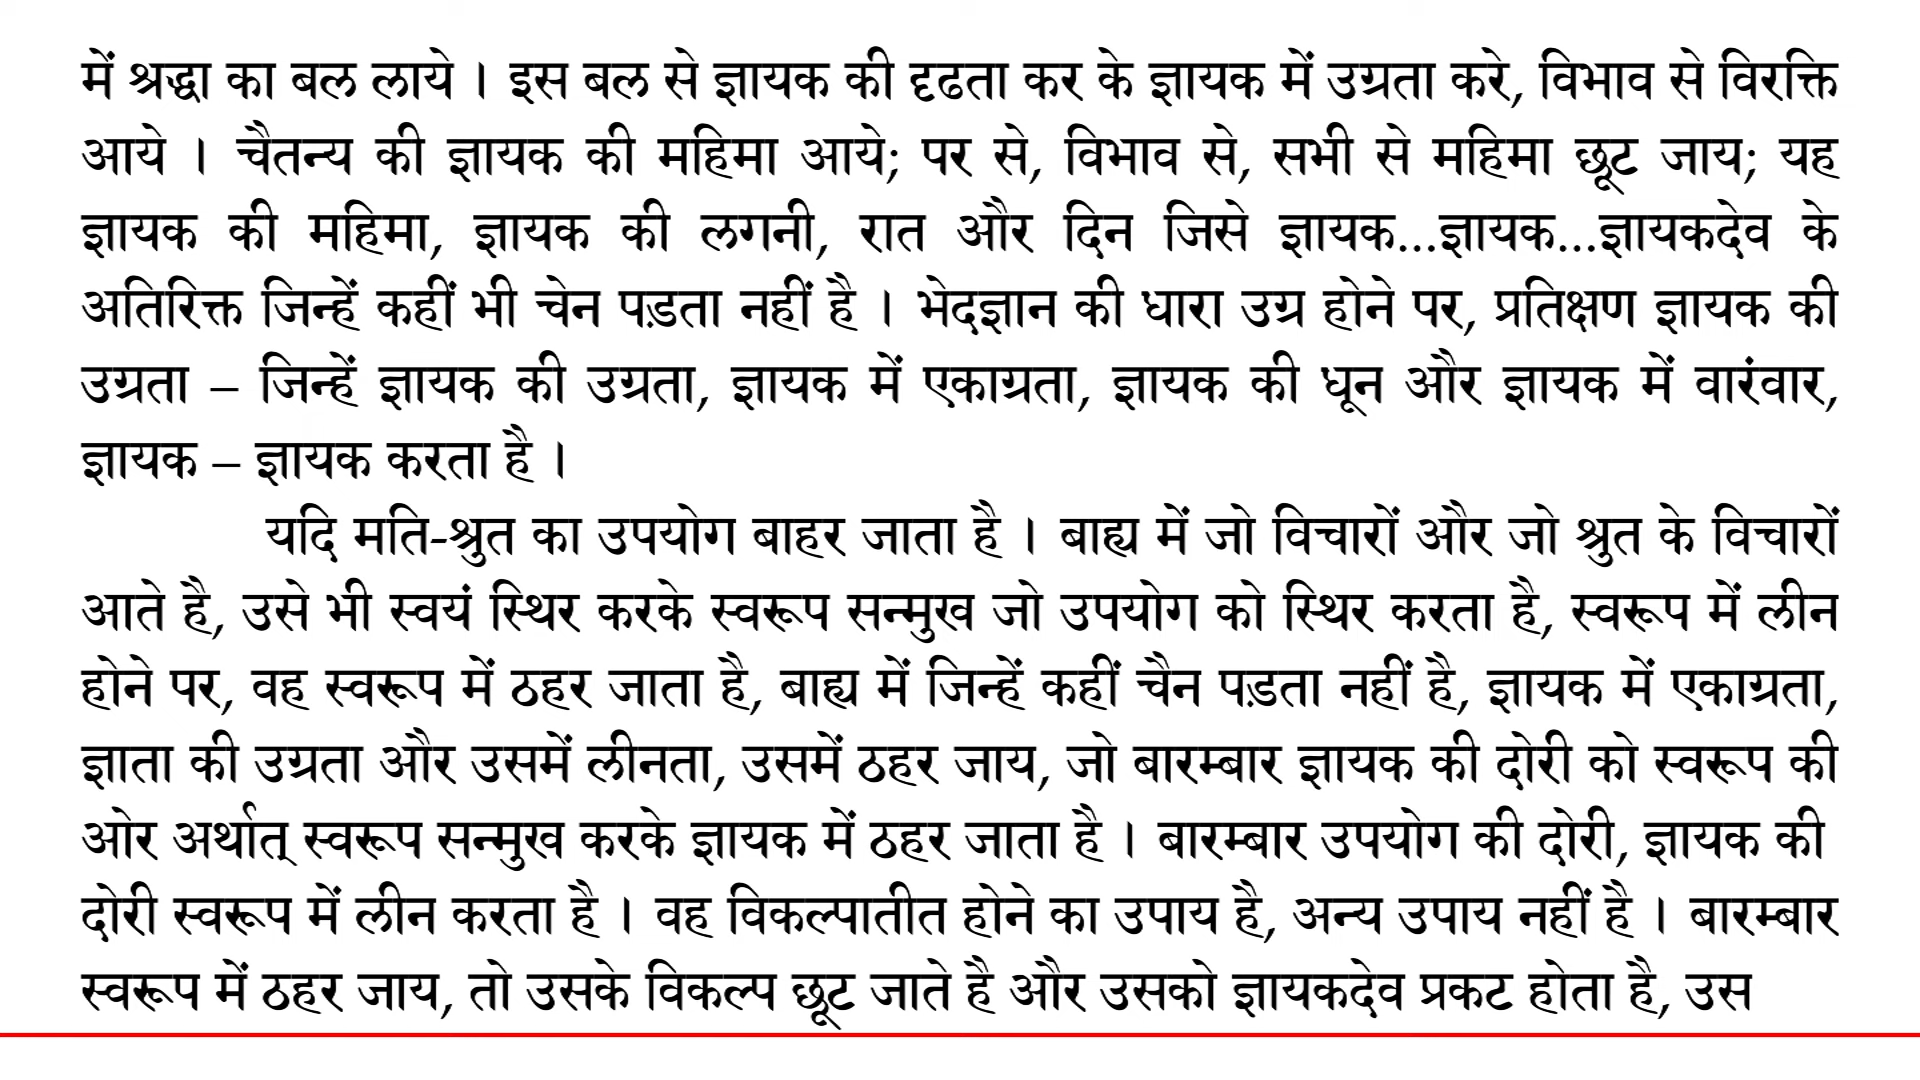 में श्रद्धा का बल लाये । इस बल से ज्ञायक की दृढता कर के ज्ञायक में उग्रता करे, विभाव से विरक्ति
आये । चैतन्य की ज्ञायक की महिमा आये; पर से, विभाव से, सभी से महिमा छूट जाय; यह
ज्ञायक की महिमा, ज्ञायक की लगनी, रात और दिन जिसे ज्ञायक...ज्ञायक...ज्ञायकदेव के
अतिरिक्त जिन्हें कहीं भी चेन पड़ता नहीं है । भेदज्ञान की धारा उग्र होने पर, प्रतिक्षण ज्ञायक की
उग्रता – जिन्हें ज्ञायक की उग्रता, ज्ञायक में एकाग्रता, ज्ञायक की धून और ज्ञायक में वारंवार,
ज्ञायक – ज्ञायक करता है ।
यदि मति-श्रुत का उपयोग बाहर जाता है । बाह्य में जो विचारों और जो श्रुत के विचारों
आते है, उसे भी स्वयं स्थिर करके स्वरूप सन्मुख जो उपयोग को स्थिर करता है, स्वरूप में लीन
होने पर, वह स्वरूप में ठहर जाता है, बाह्य में जिन्हें कहीं चैन पड़ता नहीं है, ज्ञायक में एकाग्रता,
ज्ञाता की उग्रता और उसमें लीनता, उसमें ठहर जाय, जो बारम्बार ज्ञायक की दोरी को स्वरूप की
ओर अर्थात् स्वरूप सन्मुख करके ज्ञायक में ठहर जाता है । बारम्बार उपयोग की दोरी, ज्ञायक की
दोरी स्वरूप में लीन करता है । वह विकल्पातीत होने का उपाय है, अन्य उपाय नहीं है । बारम्बार
स्वरूप में ठहर जाय, तो उसके विकल्प छूट जाते है और उसको ज्ञायकदेव प्रकट होता है, उस